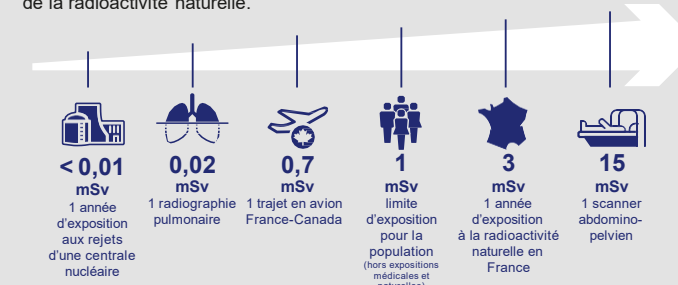 de la radioactivité naturelle.
< 0,01
mSv
1 année
d'exposition
aux rejets
d'une centrale
nucléaire
0,02
mSv
1 radiographie
pulmonaire
0,7
mSv
1 trajet en avion
France-Canada
1
mSv
limite
d'exposition
pour la
population
(hors expositions
médicales et
naturelles)
3
mSv
1 année
d'exposition
à la radioactivité
naturelle en
France
15
mSv
1 scanner
abdomino-
pelvien